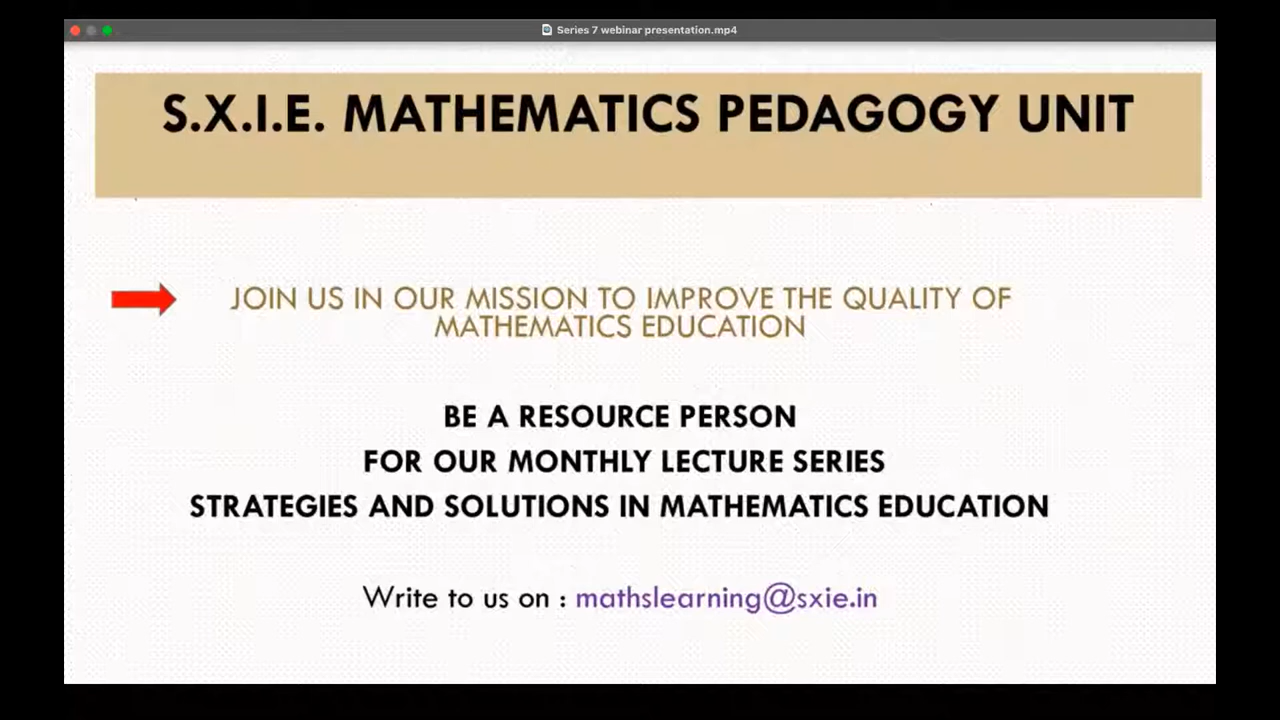 Series 7 webinar presentation.mp4
S.X.I.E. MATHEMATICS PEDAGOGY UNIT
JOIN US IN OUR MISSION TO IMPROVE THE QUALITY OF
MATHEMATICS EDUCATION
BE A RESOURCE PERSON
FOR OUR MONTHLY LECTURE SERIES
STRATEGIES AND SOLUTIONS IN MATHEMATICS EDUCATION
Write to us on : mathslearning@sxie.in